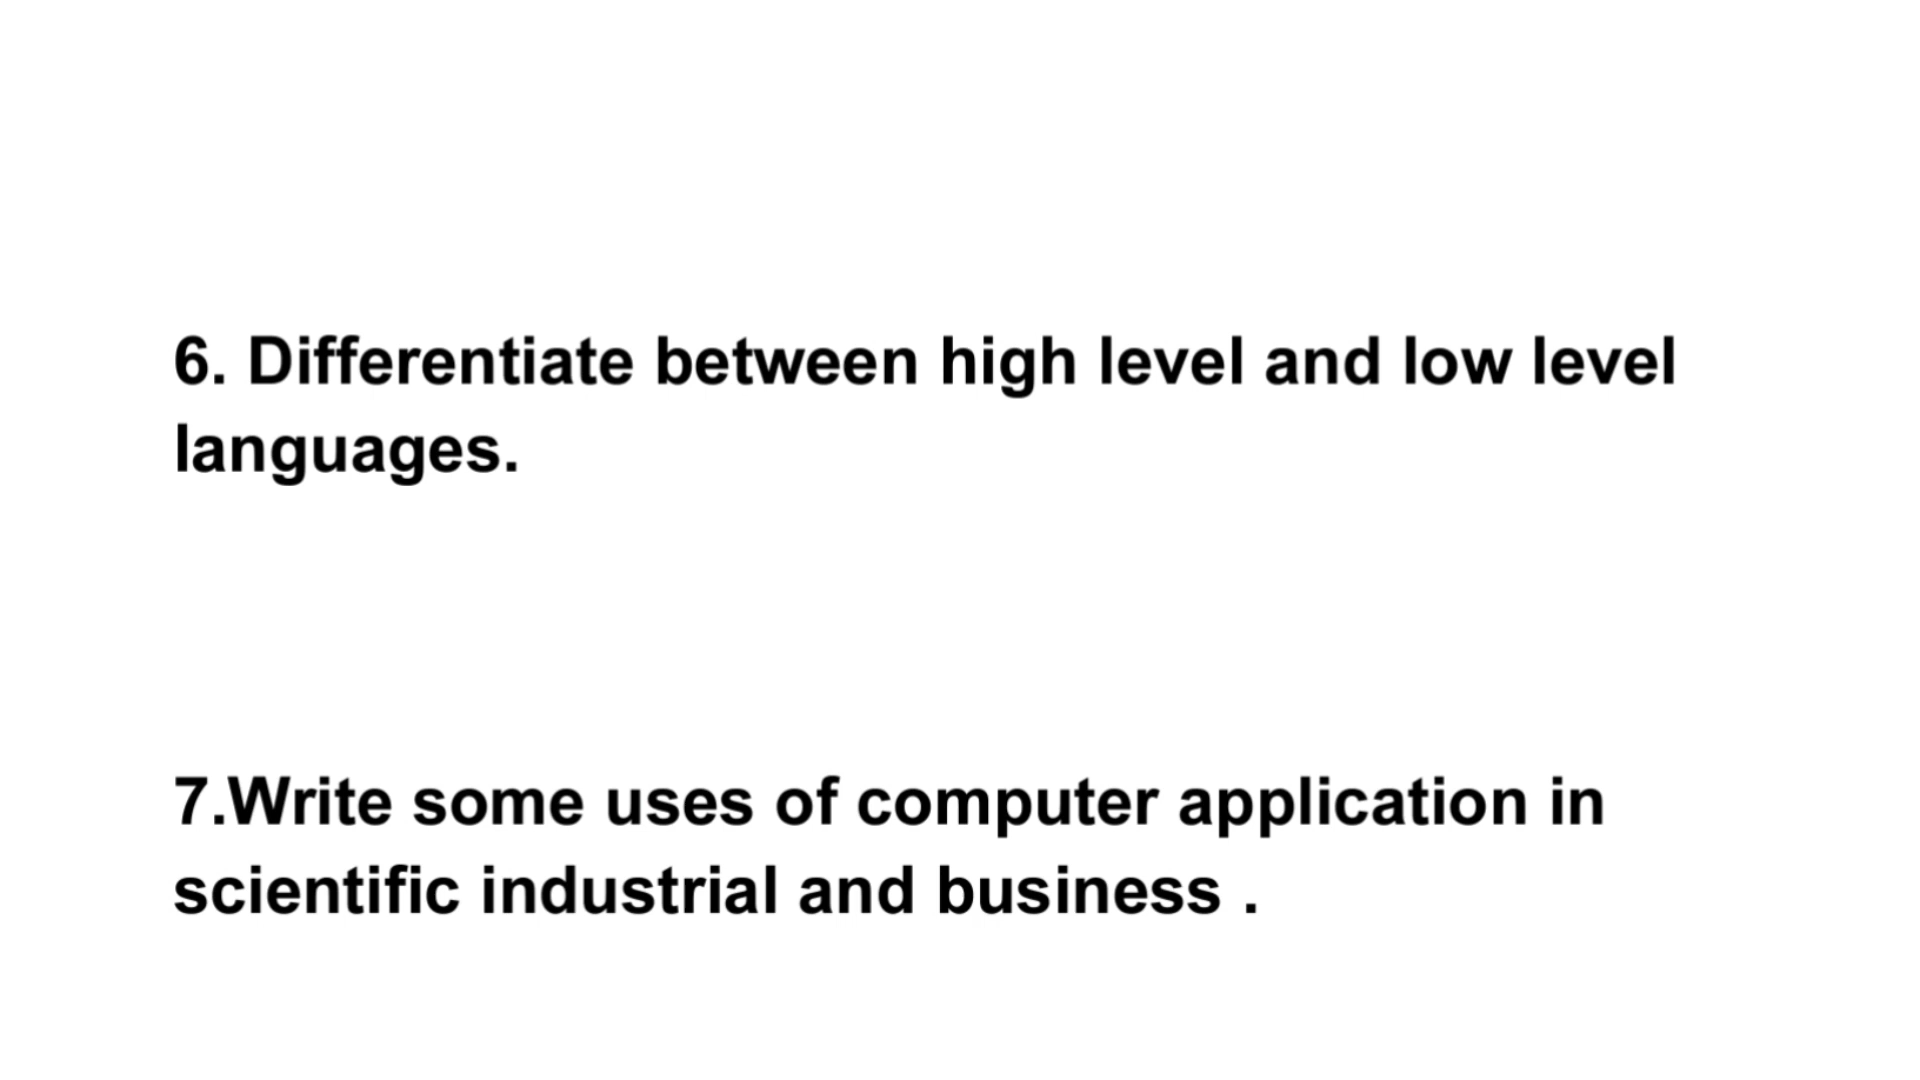 6. Differentiate between high level and low level
languages.
7.Write some uses of computer application in
scientific industrial and business .